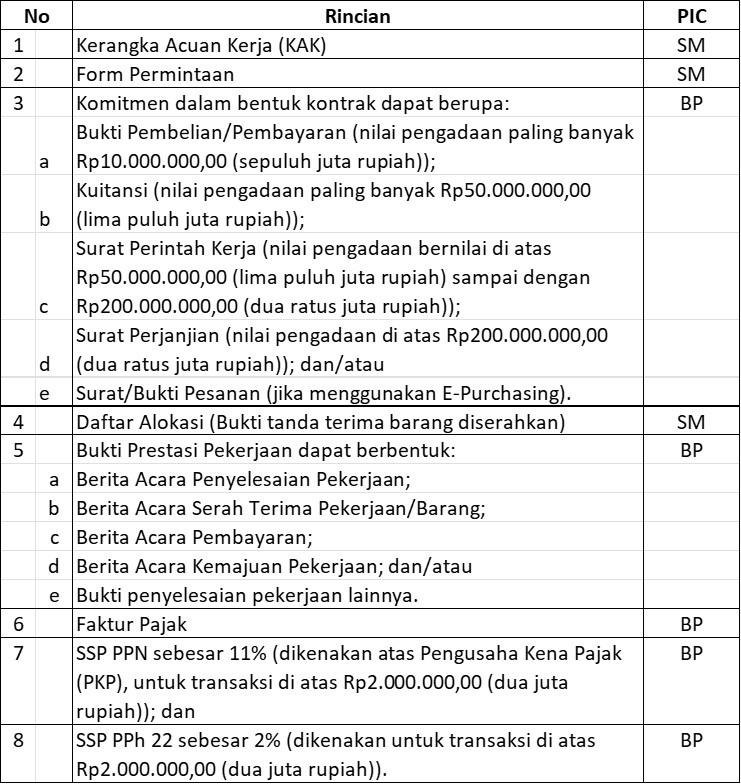 No Rincian PIC
1 Kerangka Acuan Kerja (KAK) SM
2 Form Permintaan SM
3 Komitmen dalam bentuk kontrak dapat berupa: BP
Bukti Pembelian/Pembayaran (nilai pengadaan paling banyak
a Rp10.000.000,00 (sepuluh juta rupiah));
Kuitansi (nilai pengadaan paling banyak Rp50.000.000,00
b (lima puluh juta rupiah));
Surat Perintah Kerja (nilai pengadaan bernilai di atas
Rp50.000.000,00 (lima puluh juta rupiah) sampai dengan
c Rp200.000.000,00 (dua ratus juta rupiah));
Surat Perjanjian (nilai pengadaan di atas Rp200.000.000,00
d (dua ratus juta rupiah)); dan/atau
e Surat/Bukti Pesanan (jika menggunakan E-Purchasing).
4 Daftar Alokasi (Bukti tanda terima barang diserahkan) SM
5 Bukti Prestasi Pekerjaan dapat berbentuk: BP
a Berita Acara Penyelesaian Pekerjaan;
b Berita Acara Serah Terima Pekerjaan/Barang;
c Berita Acara Pembayaran;
d Berita Acara Kemajuan Pekerjaan; dan/atau
e Bukti penyelesaian pekerjaan lainnya.
6 Faktur Pajak BP
7 SSP PPN sebesar 11% (dikenakan atas Pengusaha Kena Pajak BP
(PKP), untuk transaksi di atas Rp2.000.000,00 (dua juta
rupiah)); dan
8 SSP PPh 22 sebesar 2% (dikenakan untuk transaksi di atas BP
Rp2.000.000,00 (dua juta rupiah)).